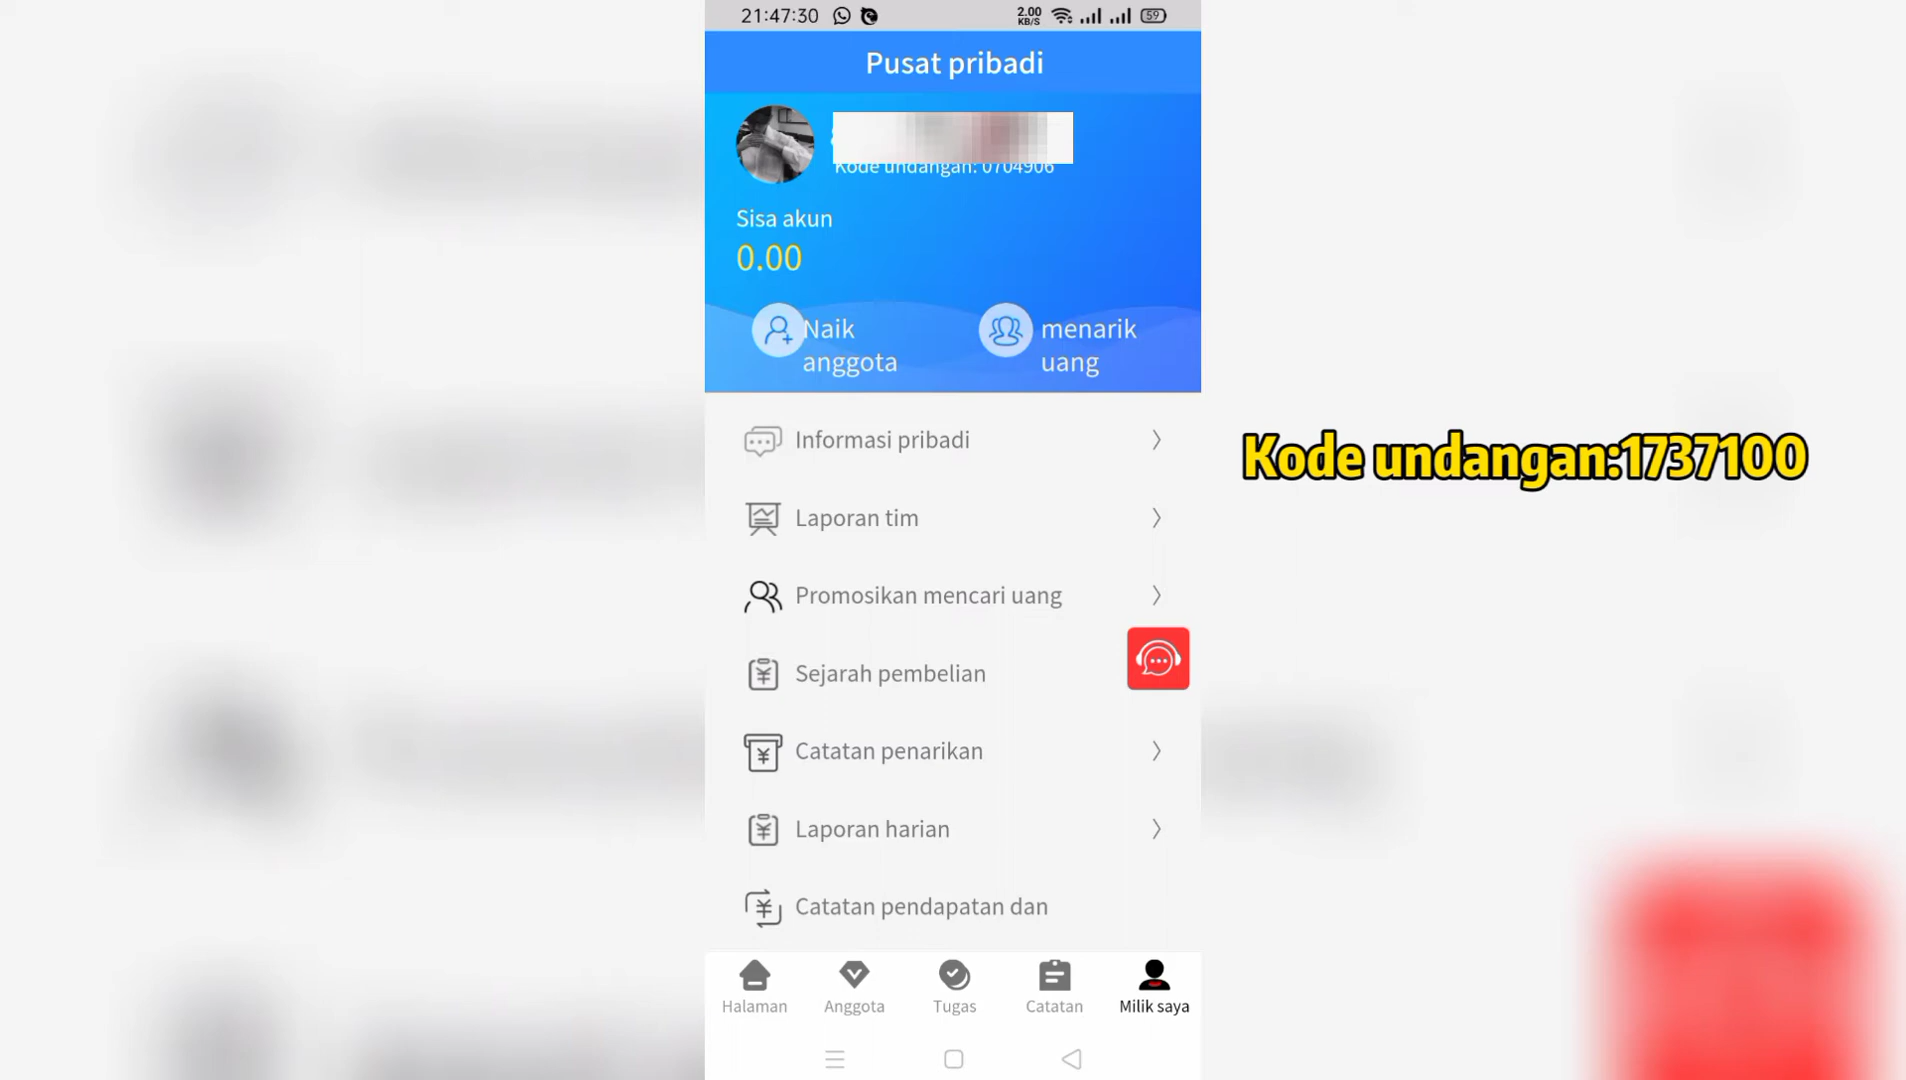 21:47:30
2.00
KB/S
59
Pusat pribadi
Kode undangan: 0704906
Sisa akun
0.00
Naik
anggota
menarik
uang
Informasi pribadi
Kode undangan:1737100
Laporan tim
Promosikan mencari uang
Sejarah pembelian
Catatan penarikan
Laporan harian
Catatan pendapatan dan
Halaman
Anggota
Tugas
Catatan
Milik saya